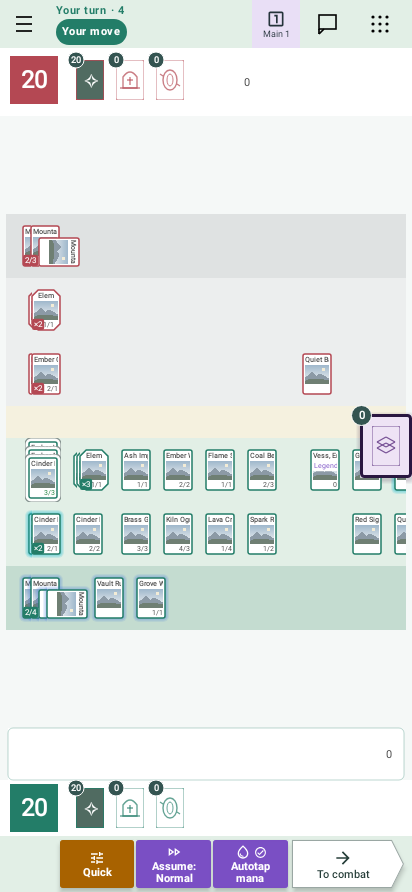 Your turn · 4
Your move
1
Main 1
20
20
0
0
0
Mounta
2/3
Mounta
Elem
×2
1/1
Ember
×2
2/1
Quiet B
0
Cinder
3/3
Elem
×3
1/1
Ash Im
1/1
Ember
2/2
Flame S
1/1
Coal Be
2/3
Vess, E
Legend
0
Cinder
×2
2/1
Cinder
2/2
Brass G
3/3
Kiln Og
4/3
Lava Cr
1/4
Spark R
1/2
Red Sig
Qu
Mounta
2/4
Mounta
Vault Ru
Grove W
1/1
0
20
20
0
0
Quick
Assume:
Normal
Autotap
mana
To combat